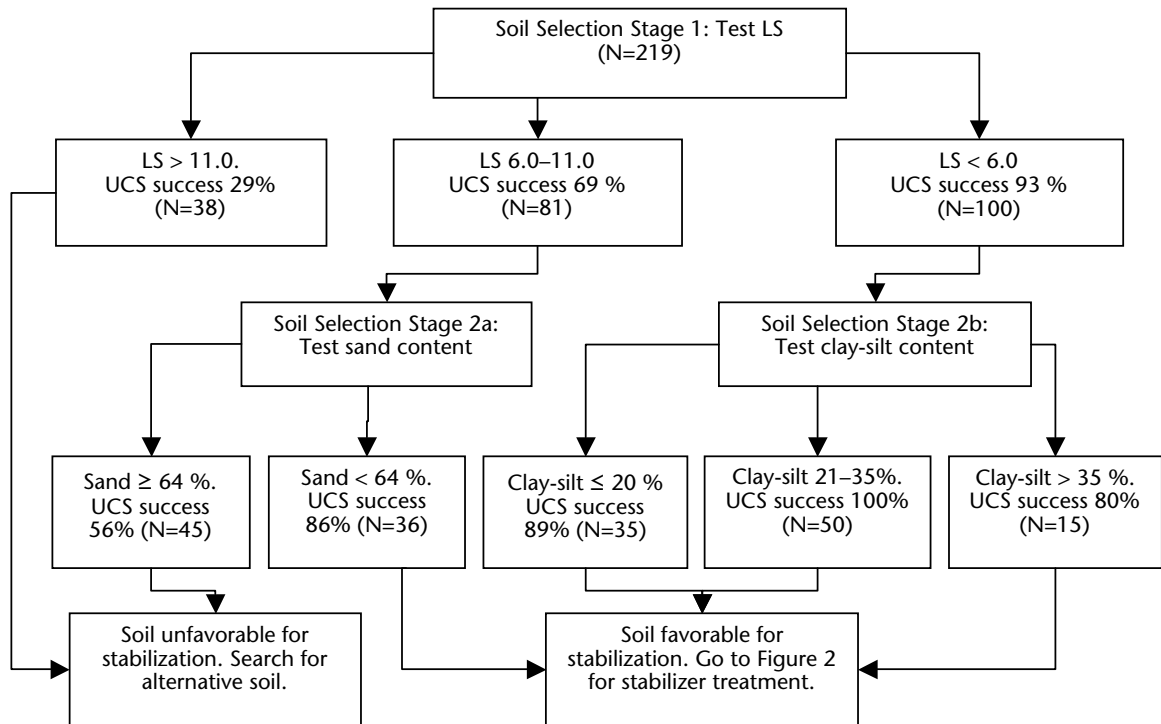 Soil Selection Stage 1: Test LS
(N=219)
LS > 11.0.
UCS success 29%
(N=38)
LS 6.0–11.0
UCS success 69 %
(N=81)
LS < 6.0
UCS success 93 %
(N=100)
Soil Selection Stage 2a:
Test sand content
Soil Selection Stage 2b:
Test clay-silt content
Sand ≥ 64 %.
UCS success
56% (N=45)
Sand < 64 %.
UCS success
86% (N=36)
Clay-silt ≤ 20 %
UCS success
89% (N=35)
Clay-silt 21–35%.
UCS success 100%
(N=50)
Clay-silt > 35 %.
UCS success 80%
(N=15)
Soil unfavorable for
stabilization. Search for
alternative soil.
Soil favorable for
stabilization. Go to Figure 2
for stabilizer treatment.